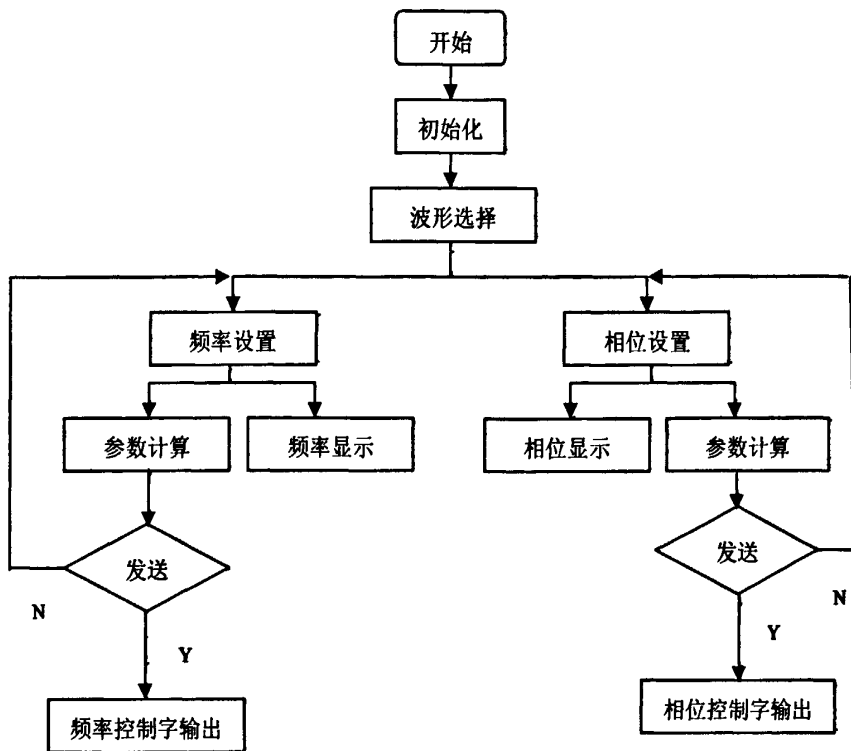 开始
初始化
波形选择
频率设置
相位设置
参数计算
频率显示
相位显示
参数计算
发送
发送
N
N
Y
Y
频率控制字输出
相位控制字输出